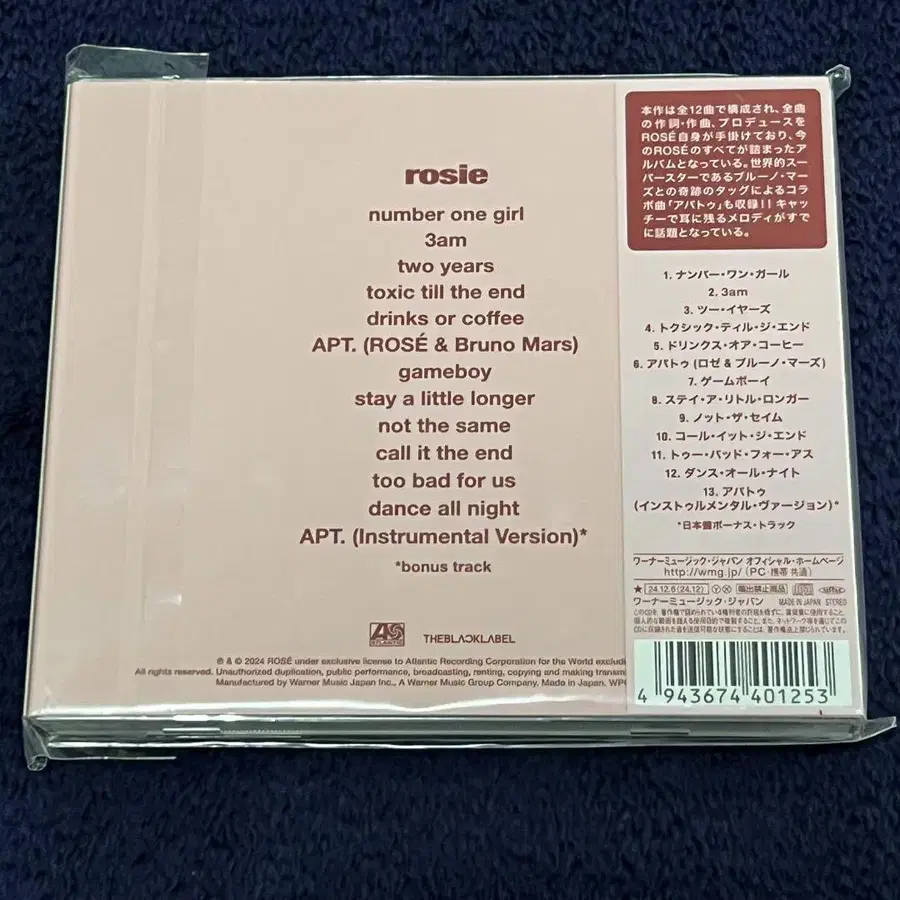 rosie
number one girl
3am
two years
toxic till the end
drinks or coffee
APT. (ROSÉ & Bruno Mars)
gameboy
stay a little longer
not the same
call it the end
too bad for us
dance all night
APT. (Instrumental Version)*
*bonus track
ATLANTIC
THEBLACKLABEL
℗ & © 2024 ROSÉ under exclusive license to Atlantic Recording Corporation for the World excludi
All rights reserved. Unauthorized duplication, public performance, broadcasting, renting, copying and making transmi
Manufactured by Warner Music Japan Inc., A Warner Music Group Company. Made in Japan. WPC
本作は全12曲で構成され、全曲
の作詞・作曲、プロデュースを
ROSÉ自身が手掛けており、今
のROSÉのすべてが詰まったア
ルバムとなっている。世界的スー
パースターであるブルーノ・マー
ズとの奇跡のタッグによるコラ
ボ曲「アパトゥ」も収録!!キャッ
チーで耳に残るメロディがすで
に話題となっている。
1. ナンバー・ワン・ガール
2. 3am
3. ツー・イヤーズ
4. トクシック・ティル・ジ・エンド
5. ドリンクス・オア・コーヒー
6. アパトゥ (ロゼ & ブルーノ・マーズ)
7. ゲームボーイ
8. ステイ・ア・リトル・ロンガー
9. ノット・ザ・セイム
10. コール・イット・ジ・エンド
11. トゥー・バッド・フォー・アス
12. ダンス・オール・ナイト
13. アパトゥ
(インストゥルメンタル・ヴァージョン)*
*日本盤ボーナス・トラック
ワーナーミュージック・ジャパン オフィシャル・ホームページ
http://wmg.jp/ (PC・携帯 共通)
★ 24.12.6(24.12) Ⓨ Ⓧ 輸出禁止商品
ワーナーミュージック・ジャパン MADE IN JAPAN STEREO
4 943674 401253